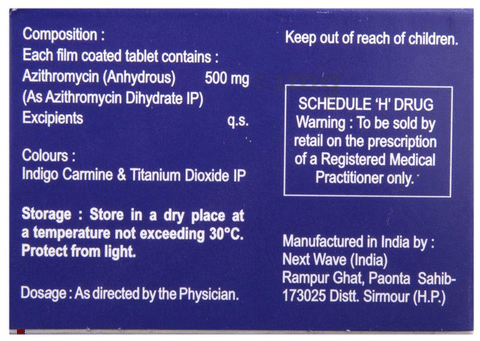 Composition :
Each film coated tablet contains :
Azithromycin (Anhydrous) 500 mg
(As Azithromycin Dihydrate IP)
Excipients q.s.
Colours :
Indigo Carmine & Titanium Dioxide IP
Storage : Store in a dry place at
a temperature not exceeding 30°C.
Protect from light.
Dosage : As directed by the Physician.
Keep out of reach of children.
SCHEDULE 'H' DRUG
Warning : To be sold by
retail on the prescription
of a Registered Medical
Practitioner only.
Manufactured in India by :
Next Wave (India)
Rampur Ghat, Paonta Sahib-
173025 Distt. Sirmour (H.P.)